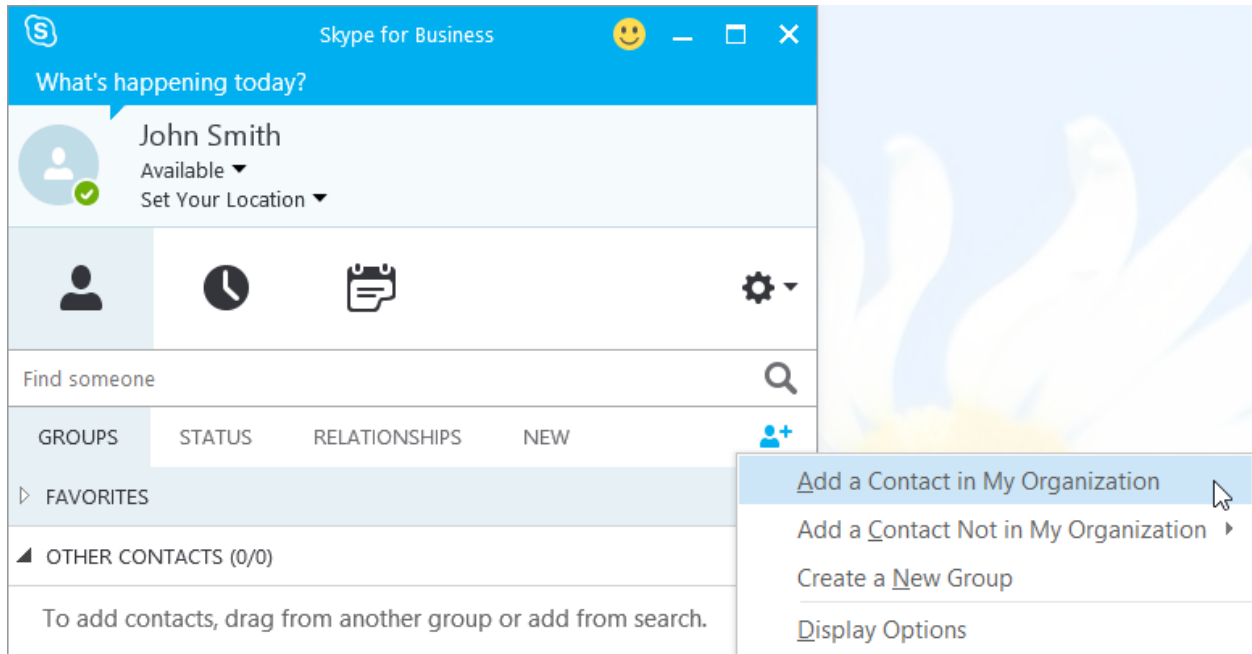 Skype for Business
What's happening today?
John Smith
Available
Set Your Location
Find someone
GROUPS STATUS RELATIONSHIPS NEW
FAVORITES
OTHER CONTACTS (0/0)
To add contacts, drag from another group or add from search.
Add a Contact in My Organization
Add a Contact Not in My Organization
Create a New Group
Display Options